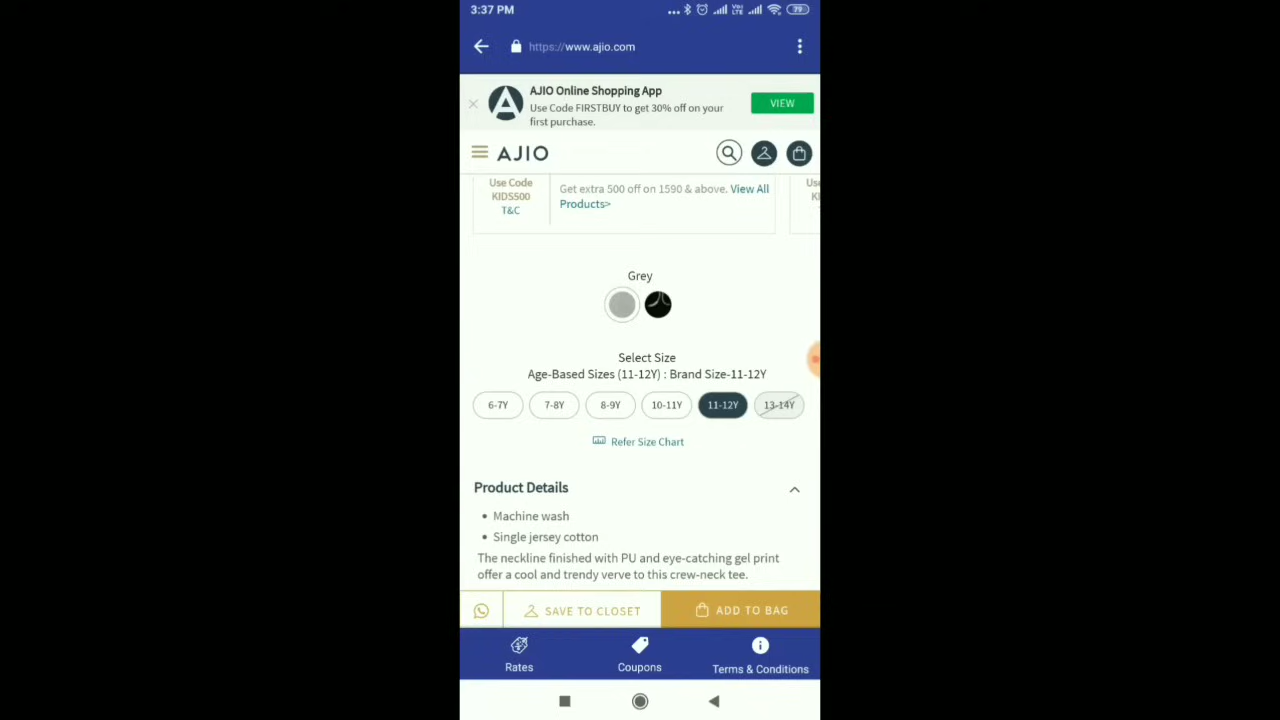 3:37 PM
VoLTE
79
https://www.ajio.com
AJIO Online Shopping App
Use Code FIRSTBUY to get 30% off on your
first purchase.
VIEW
AJIO
Use Code
KIDS500
T&C
Get extra 500 off on 1590 & above. View All
Products>
Grey
Select Size
Age-Based Sizes (11-12Y) : Brand Size-11-12Y
6-7Y 7-8Y 8-9Y 10-11Y 11-12Y 13-14Y
Refer Size Chart
Product Details
• Machine wash
• Single jersey cotton
The neckline finished with PU and eye-catching gel print
offer a cool and trendy verve to this crew-neck tee.
SAVE TO CLOSET
ADD TO BAG
Rates Coupons Terms & Conditions